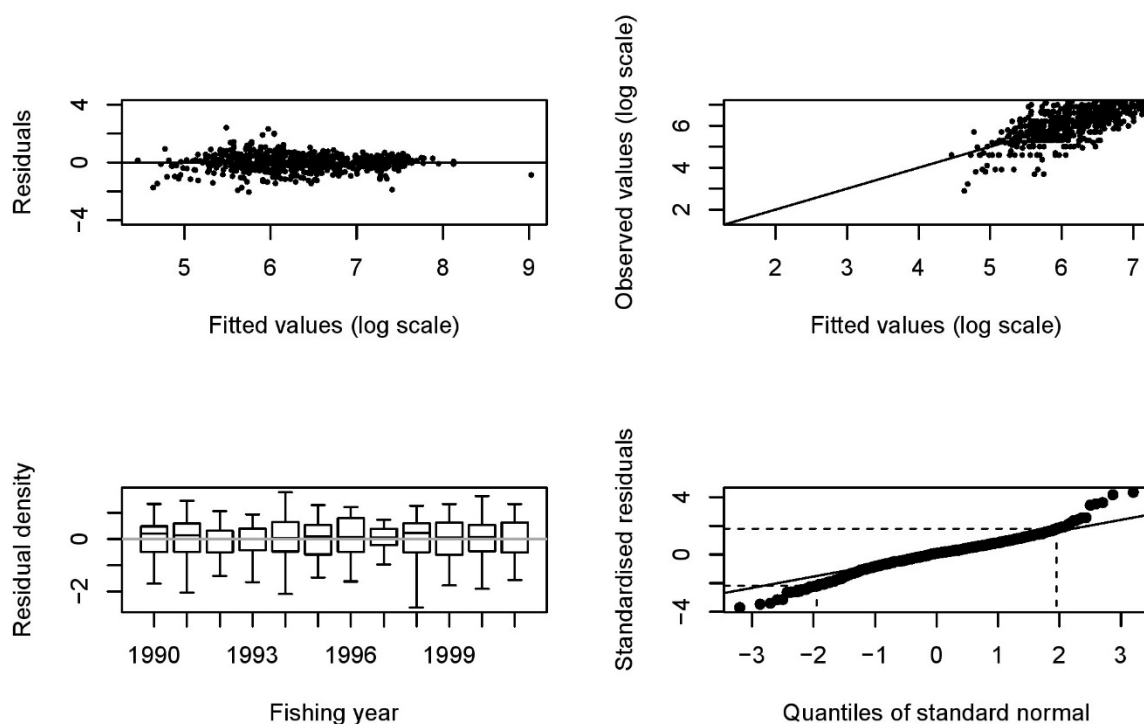 Residuals
4
0
−4
5 6 7 8 9
Fitted values (log scale)
Observed values (log scale)
6
4
2
2 3 4 5 6 7
Fitted values (log scale)
Residual density
0
−2
1990 1993 1996 1999
Fishing year
Standardised residuals
4
0
−4
−3 −2 −1 0 1 2 3
Quantiles of standard normal